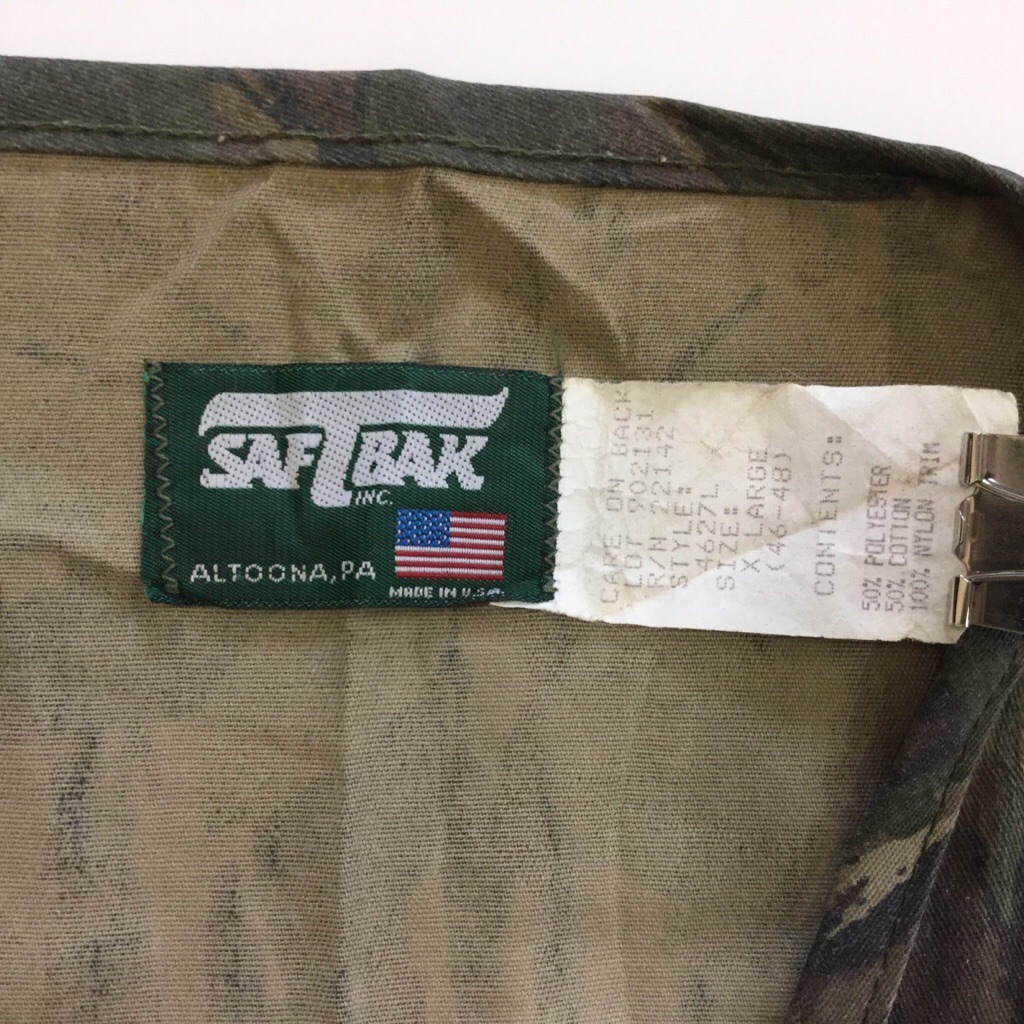 SAFTBAK
INC.
ALTOONA, PA
MADE IN U.S.A.
CARE ON BACK
LOT 902131
R/N 22142
STYLE:
4627L X
SIZE:
X LARGE
(46-48)
CONTENTS:
50% POLYESTER
50% COTTON
100% NYLON TRIM